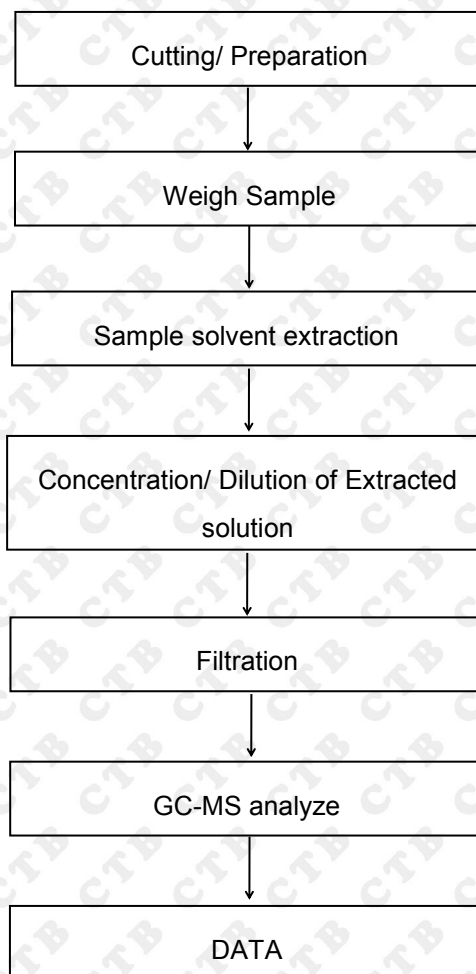 Cutting/ Preparation
Weigh Sample
Sample solvent extraction
Concentration/ Dilution of Extracted
solution
Filtration
GC-MS analyze
DATA